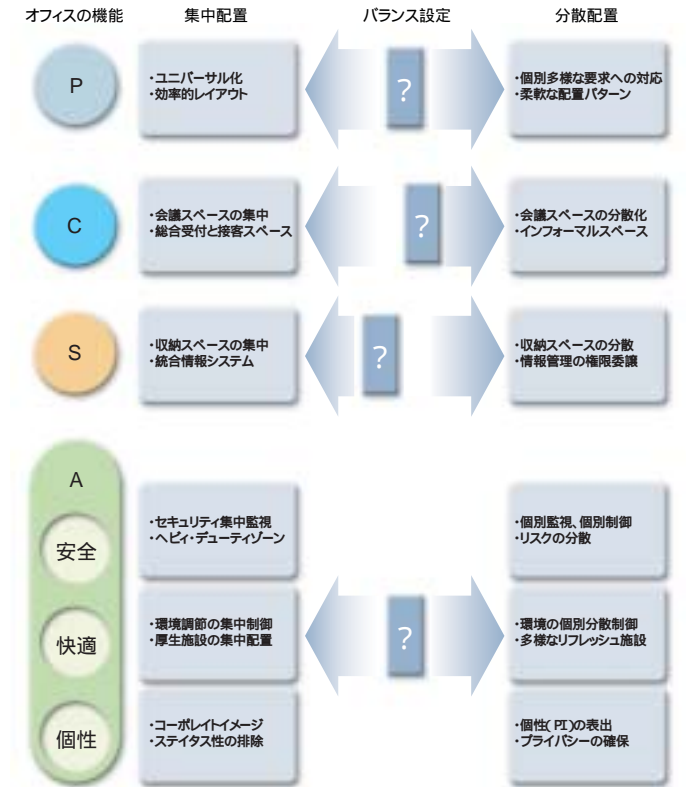 オフィスの機能 集中配置 バランス設定 分散配置
P
・ユニバーサル化
・効率的レイアウト
?
・個別多様な要求への対応
・柔軟な配置パターン
C
・会議スペースの集中
・総合受付と接客スペース
?
・会議スペースの分散化
・インフォーマルスペース
S
・収納スペースの集中
・統合情報システム
?
・収納スペースの分散
・情報管理の権限委譲
A
安全
・セキュリティ集中監視
・ヘビィ・デューティゾーン
・個別監視、個別制御
・リスクの分散
快適
・環境調節の集中制御
・厚生施設の集中配置
?
・環境の個別分散制御
・多様なリフレッシュ施設
個性
・コーポレイトイメージ
・ステイタス性の排除
・個性(PI)の表出
・プライバシーの確保